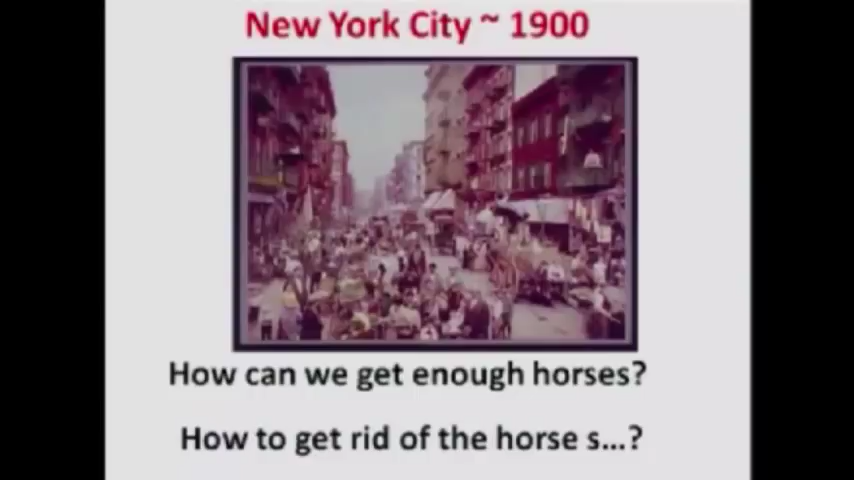 New York City ~ 1900
How can we get enough horses?
How to get rid of the horse s...?